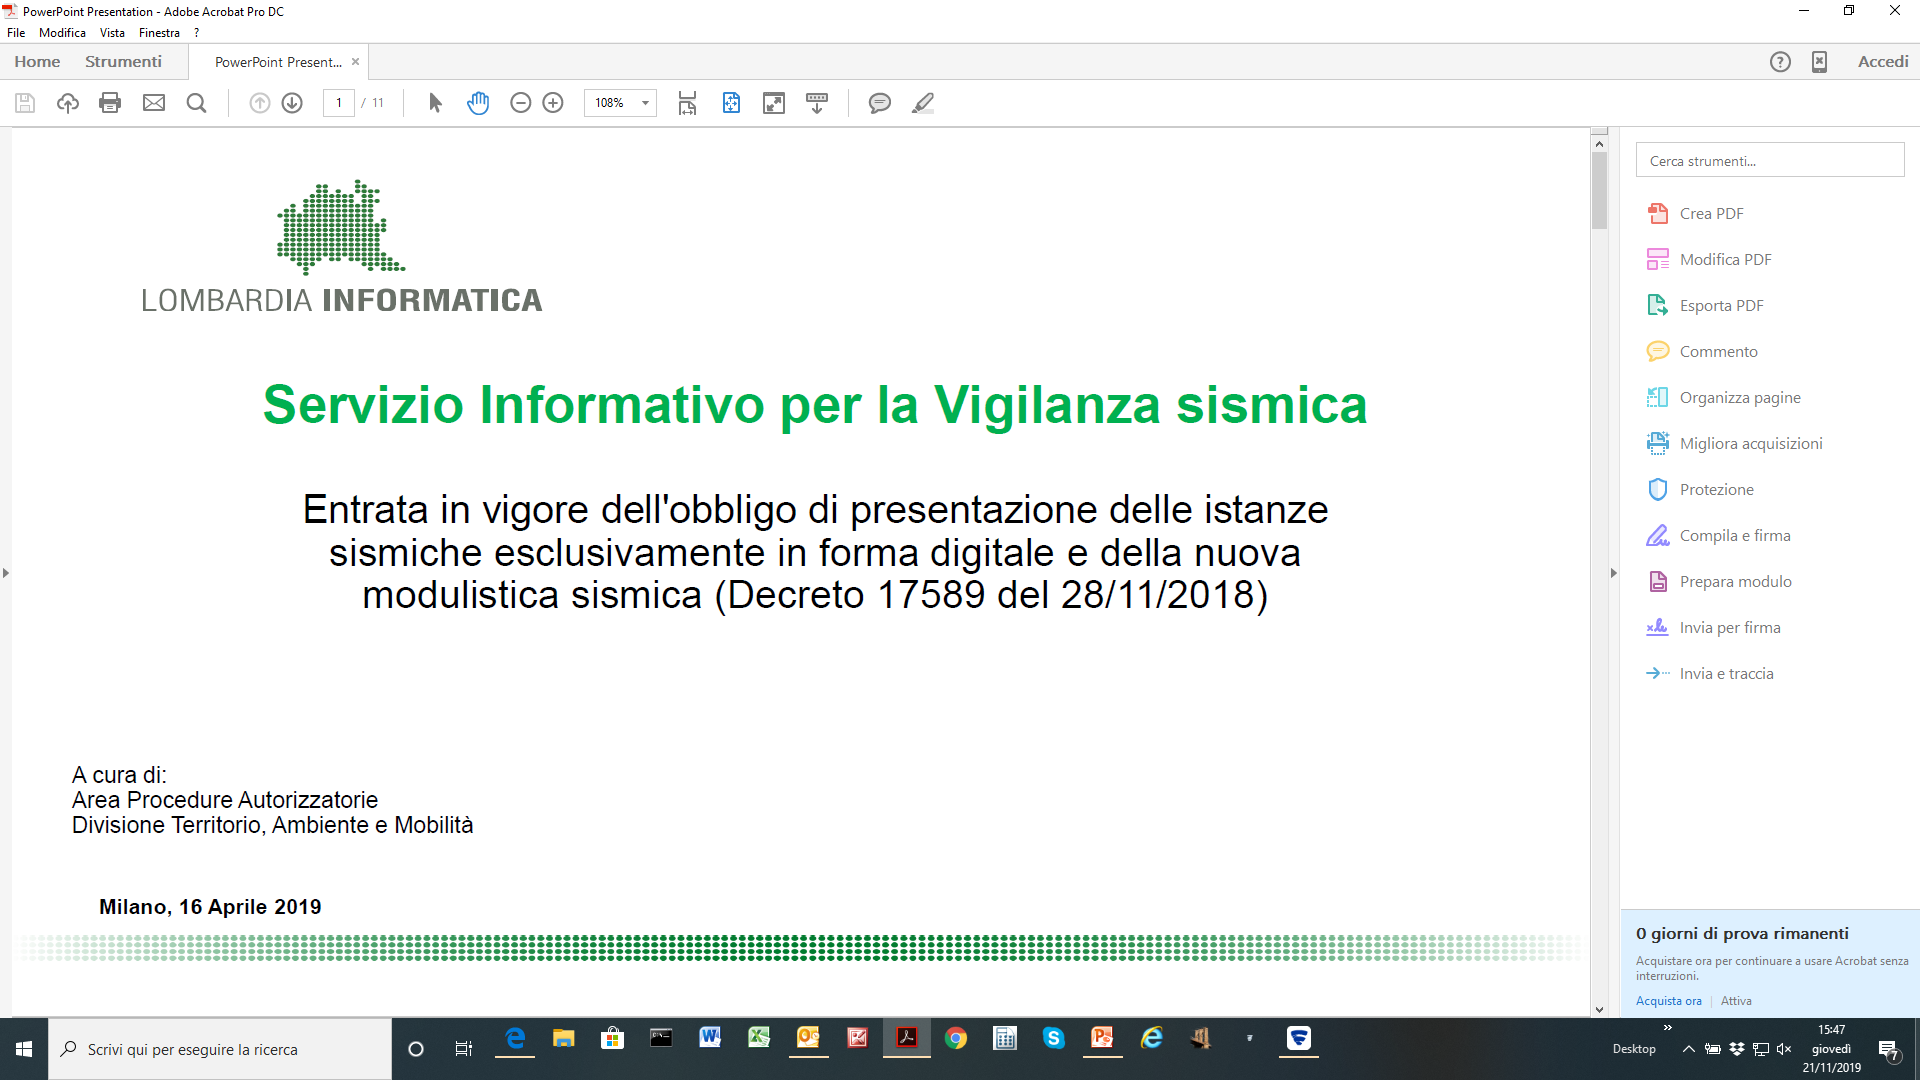 PowerPoint Presentation - Adobe Acrobat Pro DC
File Modifica Vista Finestra ?
Home Strumenti PowerPoint Present... × Accedi
1 / 11 108%
LOMBARDIA INFORMATICA
Servizio Informativo per la Vigilanza sismica
Entrata in vigore dell'obbligo di presentazione delle istanze
sismiche esclusivamente in forma digitale e della nuova
modulistica sismica (Decreto 17589 del 28/11/2018)
A cura di:
Area Procedure Autorizzatorie
Divisione Territorio, Ambiente e Mobilità
Milano, 16 Aprile 2019
Cerca strumenti...
Crea PDF
Modifica PDF
Esporta PDF
Commento
Organizza pagine
Migliora acquisizioni
Protezione
Compila e firma
Prepara modulo
Invia per firma
Invia e traccia
0 giorni di prova rimanenti
Acquistare ora per continuare a usare Acrobat senza
interruzioni.
Acquista ora | Attiva
Scrivi qui per eseguire la ricerca
Desktop
15:47
giovedì
21/11/2019
7